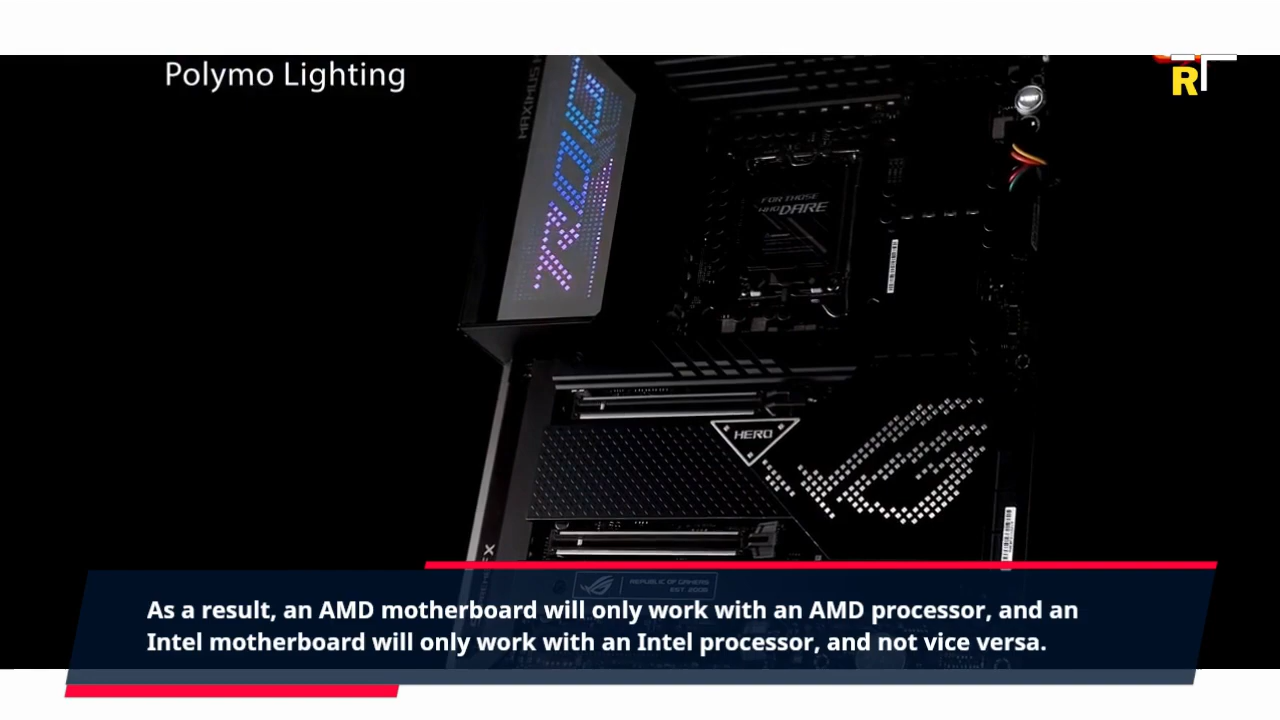 Polymo Lighting
R
MAXIMUS
FOR THOSE
WHO DARE
HERO
REPUBLIC OF GAMERS
EST 2006
As a result, an AMD motherboard will only work with an AMD processor, and an
Intel motherboard will only work with an Intel processor, and not vice versa.